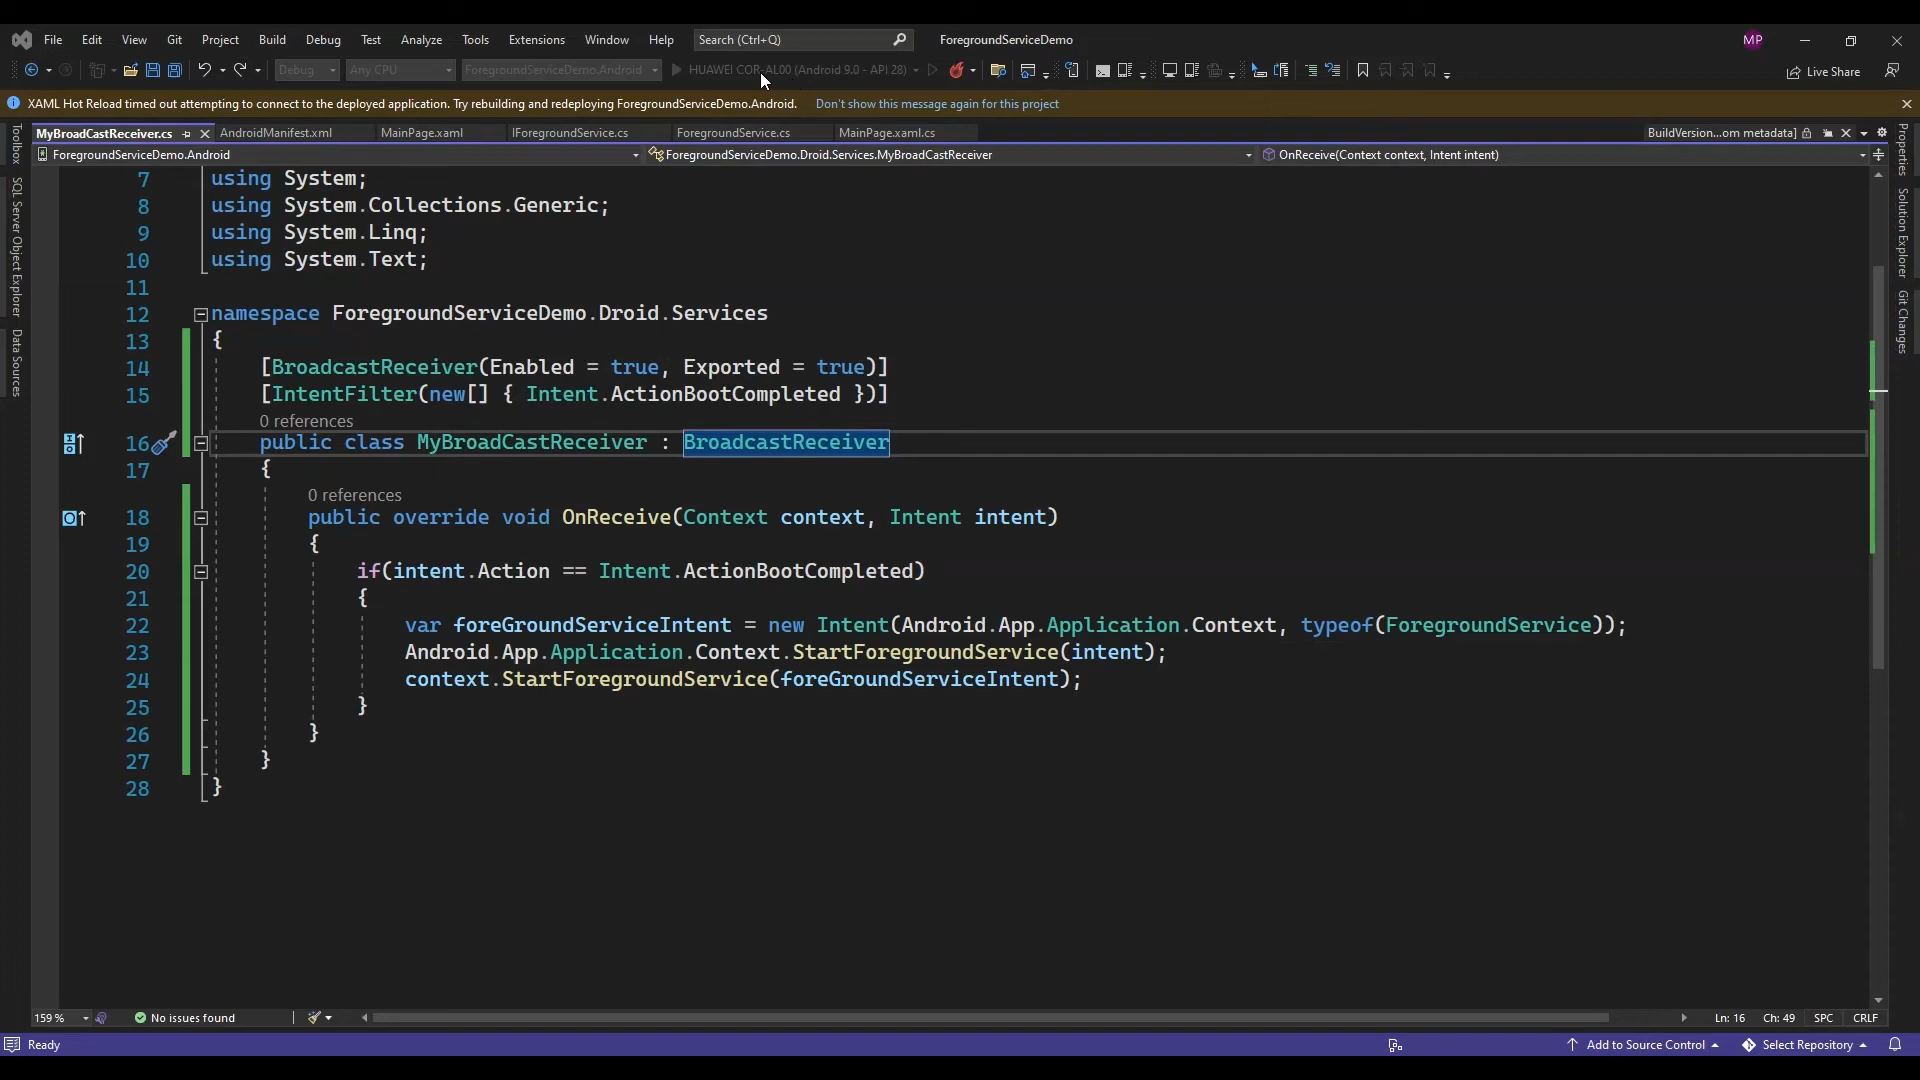 File Edit View Git Project Build Debug Test Analyze Tools Extensions Window Help Search (Ctrl+Q) ForegroundServiceDemo MP
Debug Any CPU ForegroundServiceDemo.Android HUAWEI COR-AL00 (Android 9.0 - API 28) Live Share
XAML Hot Reload timed out attempting to connect to the deployed application. Try rebuilding and redeploying ForegroundServiceDemo.Android. Don't show this message again for this project
MyBroadCastReceiver.cs AndroidManifest.xml MainPage.xaml IForegroundService.cs ForegroundService.cs MainPage.xaml.cs BuildVersion...om metadata]
ForegroundServiceDemo.Android ForegroundServiceDemo.Droid.Services.MyBroadCastReceiver OnReceive(Context context, Intent intent)
Toolbox
SQL Server Object Explorer
Data Sources
7 using System;
8 using System.Collections.Generic;
9 using System.Linq;
10 using System.Text;
11
12 namespace ForegroundServiceDemo.Droid.Services
13 {
14 [BroadcastReceiver(Enabled = true, Exported = true)]
15 [IntentFilter(new[] { Intent.ActionBootCompleted })]
0 references
16 public class MyBroadCastReceiver : BroadcastReceiver
17 {
0 references
18 public override void OnReceive(Context context, Intent intent)
19 {
20 if(intent.Action == Intent.ActionBootCompleted)
21 {
22 var foreGroundServiceIntent = new Intent(Android.App.Application.Context, typeof(ForegroundService));
23 Android.App.Application.Context.StartForegroundService(intent);
24 context.StartForegroundService(foreGroundServiceIntent);
25 }
26 }
27 }
28 }
Properties
Solution Explorer
Git Changes
159 % No issues found Ln: 16 Ch: 49 SPC CRLF
Ready Add to Source Control Select Repository